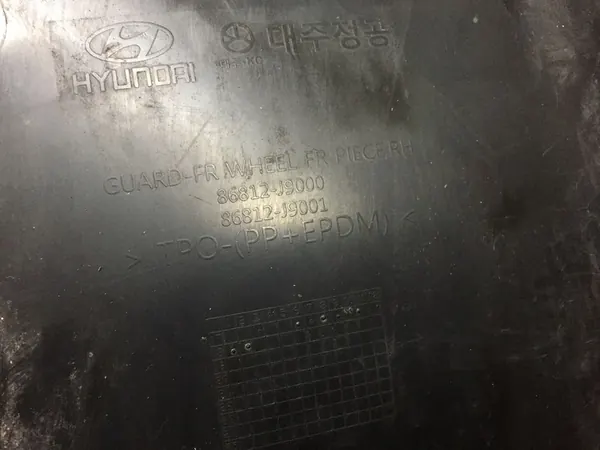 HYUNDAI
대주정공
GUARD-FR WHEEL FR PIECE RH
86812-J9000
86812-J9001
> TPO-(PP+EPDM) <